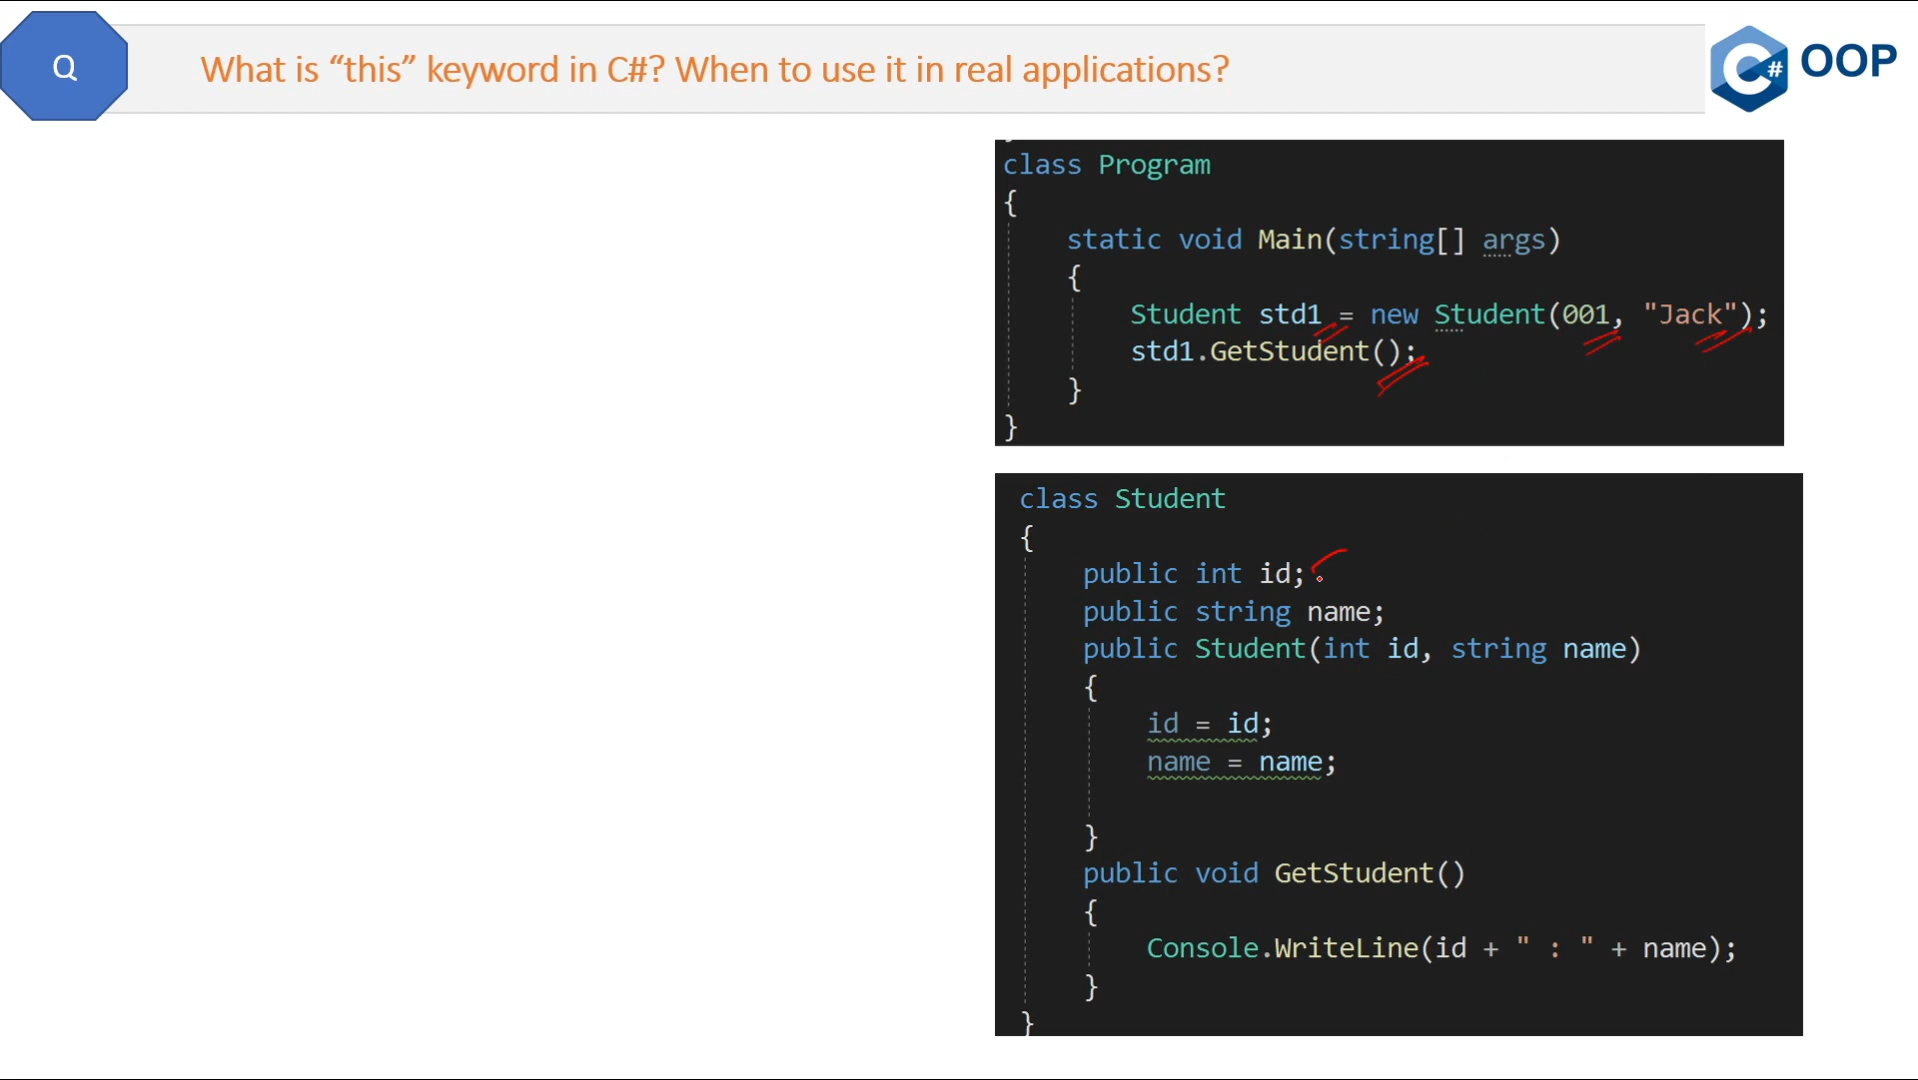 Q
What is “this” keyword in C#? When to use it in real applications?
C# OOP
class Program
{
static void Main(string[] args)
{
Student std1 = new Student(001, "Jack");
std1.GetStudent();
}
}
class Student
{
public int id;
public string name;
public Student(int id, string name)
{
id = id;
name = name;
}
public void GetStudent()
{
Console.WriteLine(id + " : " + name);
}
}